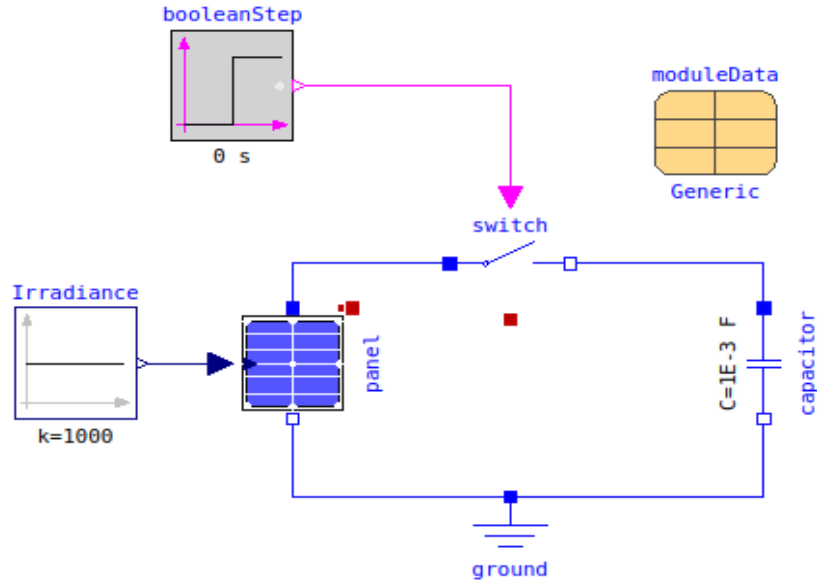 booleanStep
0 s
moduleData
Generic
switch
Irradiance
k=1000
panel
C=1E-3 F
capacitor
ground